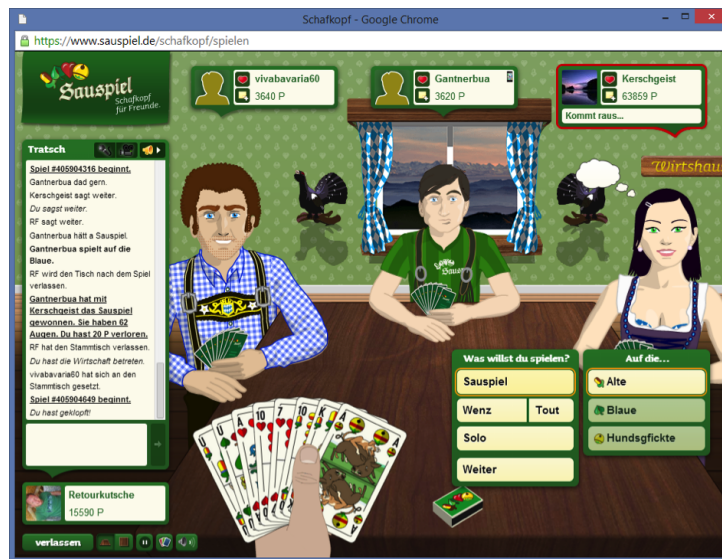 Schafkopf - Google Chrome
https://www.sauspiel.de/schafkopf/spielen
Sauspiel
Schafkopf
für Freunde.
vivabavaria60
3640 P
Gantnerbua
3620 P
Kerschgeist
63859 P
Kommt raus...
Wirtshau
Tratsch
Spiel #405904316 beginnt.
Gantnerbua dad gern.
Kerschgeist sagt weiter.
Du sagst weiter.
RF sagt weiter.
Gantnerbua hätt a Sauspiel.
Gantnerbua spielt auf die
Blaue.
RF wird den Tisch nach dem Spiel
verlassen.
Gantnerbua hat mit
Kerschgeist das Sauspiel
gewonnen. Sie haben 62
Augen. Du hast 20 P verloren.
RF hat den Stammtisch verlassen.
Du hast die Wirtschaft betreten.
vivabavaria60 hat sich an den
Stammtisch gesetzt.
Spiel #405904649 beginnt.
Du hast geklopft!
Was willst du spielen?
Sauspiel
Wenz Tout
Solo
Weiter
Auf die...
Alte
Blaue
Hundsgfickte
U U A 10 7 10 K A
A
Retourkutsche
15590 P
verlassen